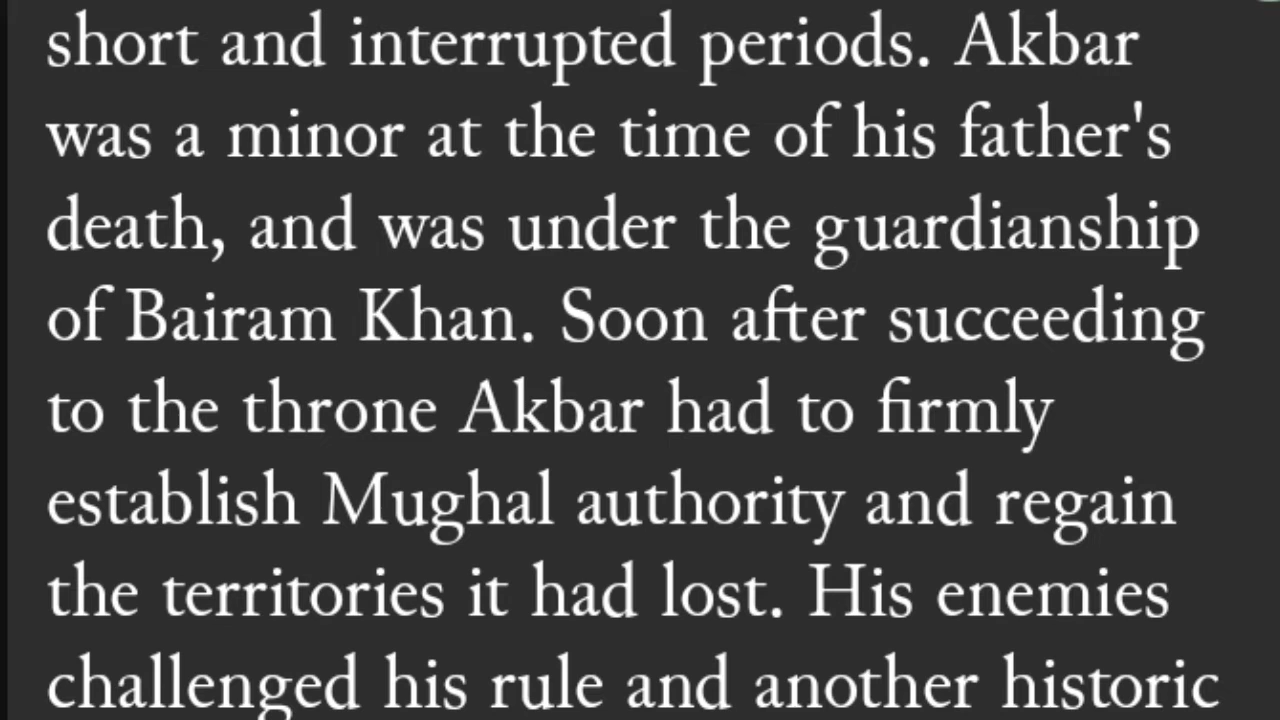 short and interrupted periods. Akbar
was a minor at the time of his father's
death, and was under the guardianship
of Bairam Khan. Soon after succeeding
to the throne Akbar had to firmly
establish Mughal authority and regain
the territories it had lost. His enemies
challenged his rule and another historic